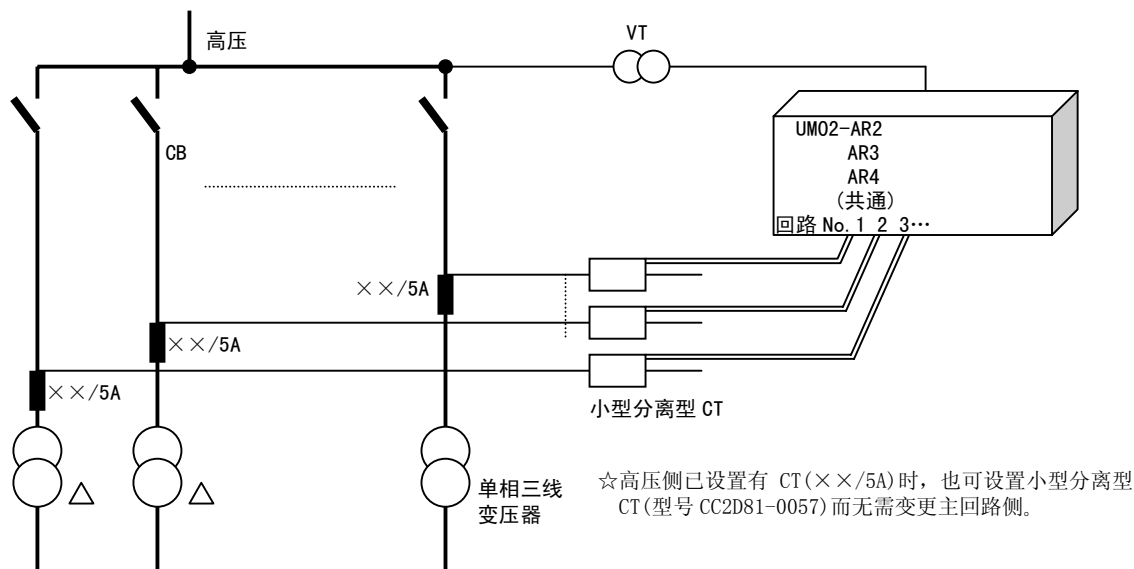 高压
VT
CB
UM02-AR2
AR3
AR4
(共通)
回路 No. 1 2 3…
××/5A
××/5A
××/5A
小型分离型 CT
单相三线
变压器
☆高压侧已设置有 CT(××/5A)时，也可设置小型分离型
CT(型号 CC2D81-0057)而无需变更主回路侧。